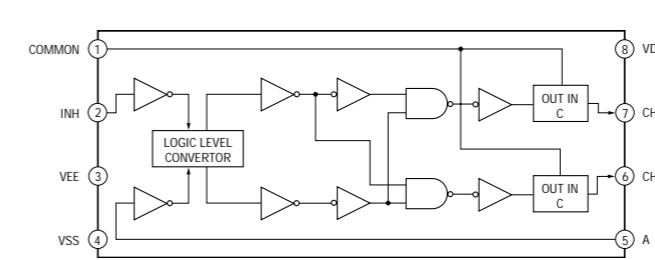 COMMON 1
8 VD
INH 2
OUT IN
C
7 CH
LOGIC LEVEL
CONVERTOR
VEE 3
OUT IN
C
6 CH
VSS 4
5 A